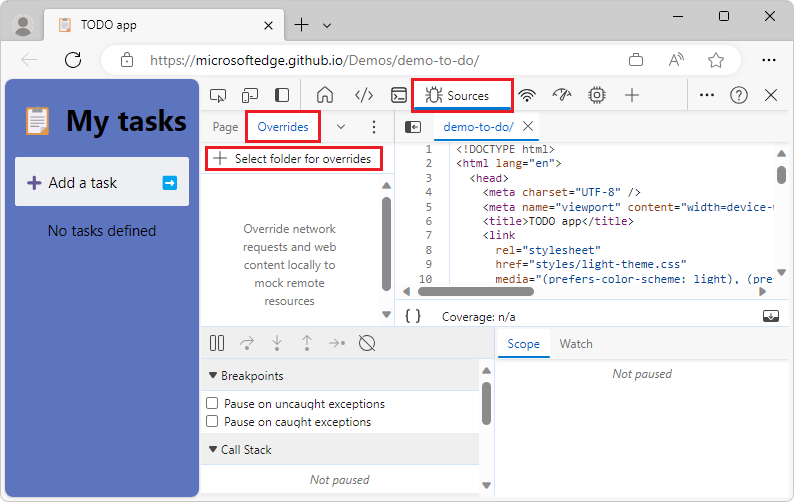 TODO app
https://microsoftedge.github.io/Demos/demo-to-do/
My tasks
Add a task
No tasks defined
Sources
Page
Overrides
Select folder for overrides
Override network
requests and web
content locally to
mock remote
resources
demo-to-do/
1 <!DOCTYPE html>
2 <html lang="en">
3 <head>
4 <meta charset="UTF-8" />
5 <meta name="viewport" content="width=device-
6 <title>TODO app</title>
7 <link
8 rel="stylesheet"
9 href="styles/light-theme.css"
10 media="(prefers-color-scheme: light), (pre
{ } Coverage: n/a
Breakpoints
Pause on uncaught exceptions
Pause on caught exceptions
Call Stack
Not paused
Scope
Watch
Not paused